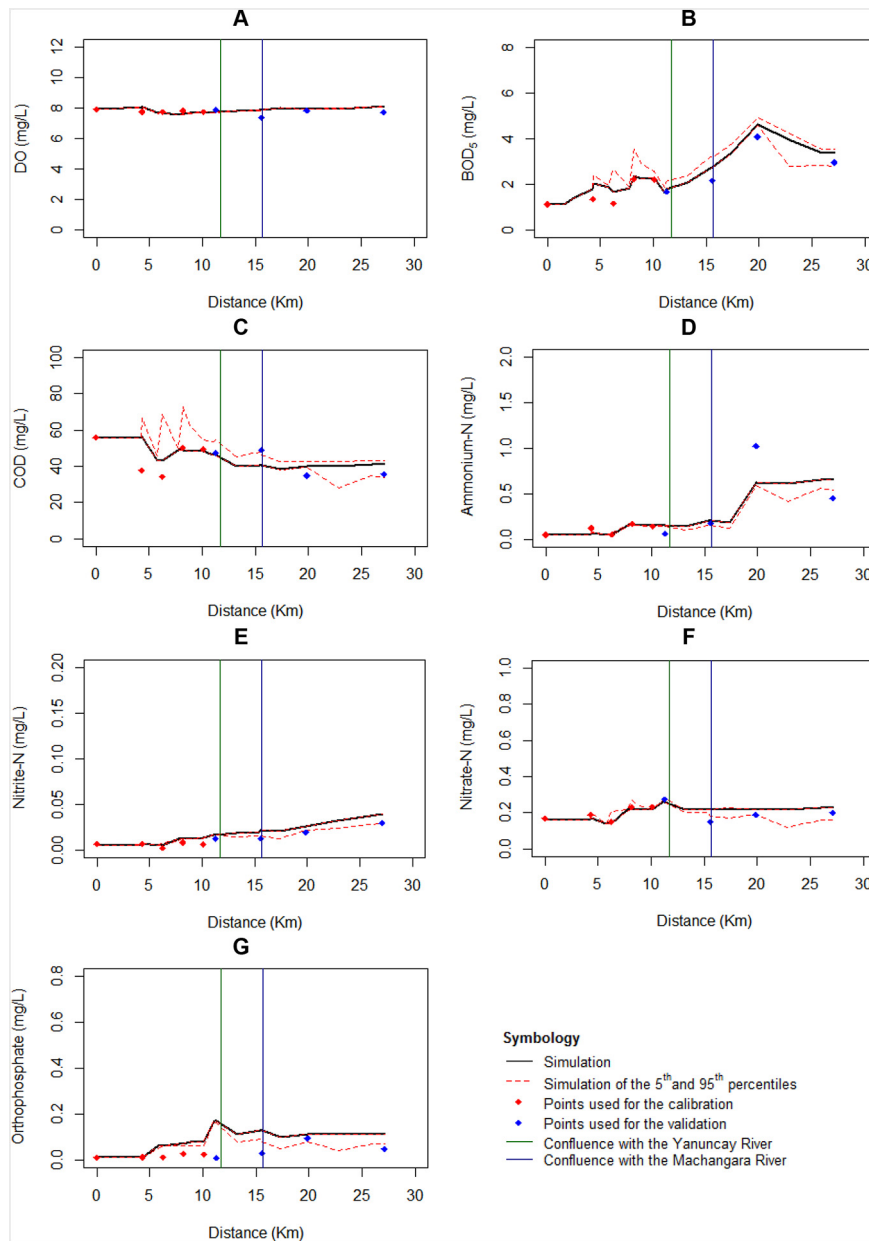 A
DO (mg/L)
0 2 4 6 8 10 12
0 5 10 15 20 25 30
Distance (Km)
B
BOD5 (mg/L)
0 2 4 6 8
0 5 10 15 20 25 30
Distance (Km)
C
COD (mg/L)
0 20 40 60 80 100
0 5 10 15 20 25 30
Distance (Km)
D
Ammonium-N (mg/L)
0.0 0.5 1.0 1.5 2.0
0 5 10 15 20 25 30
Distance (Km)
E
Nitrite-N (mg/L)
0.00 0.05 0.10 0.15 0.20
0 5 10 15 20 25 30
Distance (Km)
F
Nitrate-N (mg/L)
0.0 0.2 0.4 0.6 0.8 1.0
0 5 10 15 20 25 30
Distance (Km)
G
Orthophosphate (mg/L)
0.0 0.2 0.4 0.6 0.8
0 5 10 15 20 25 30
Distance (Km)
Symbology
Simulation
Simulation of the 5th and 95th percentiles
Points used for the calibration
Points used for the validation
Confluence with the Yanuncay River
Confluence with the Machangara River